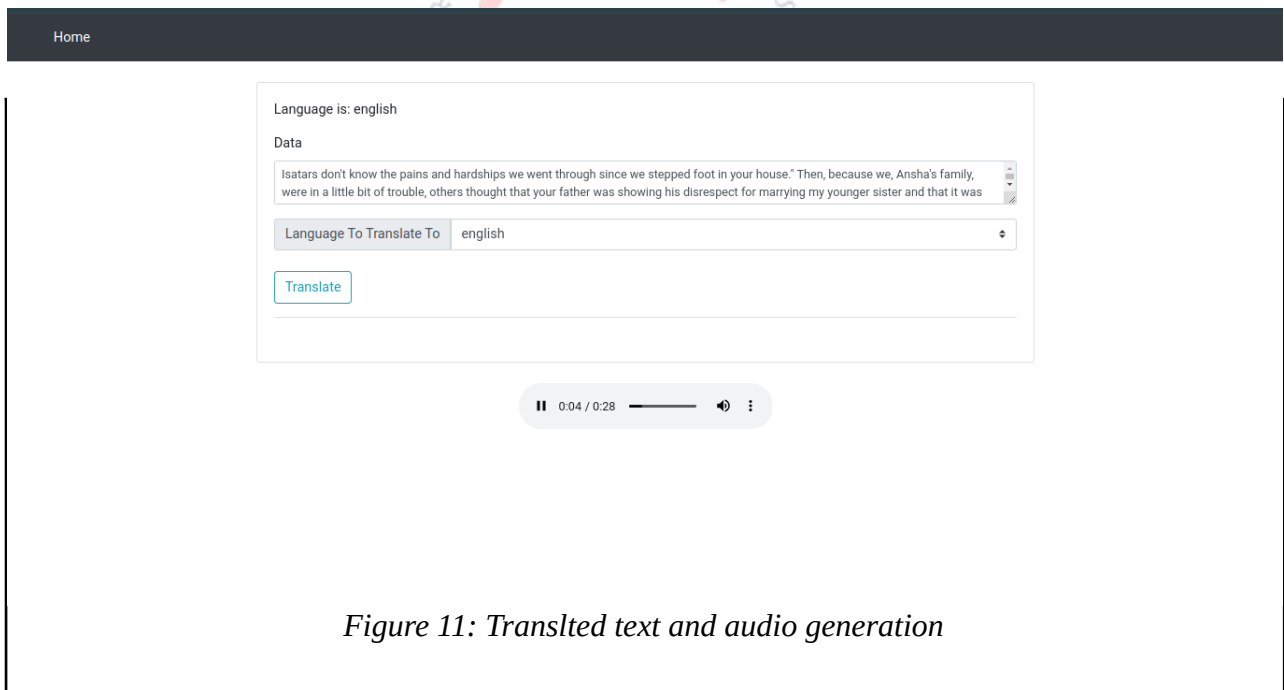 Home
Language is: english
Data
Isatars don't know the pains and hardships we went through since we stepped foot in your house." Then, because we, Ansha's family,
were in a little bit of trouble, others thought that your father was showing his disrespect for marrying my younger sister and that it was
Language To Translate To english
Translate
0:04 / 0:28
Figure 11: Translted text and audio generation